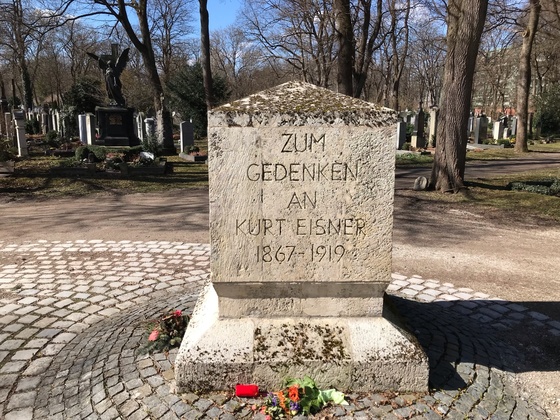 ZUM
GEDENKEN
AN
KURT EISNER
1867-1919